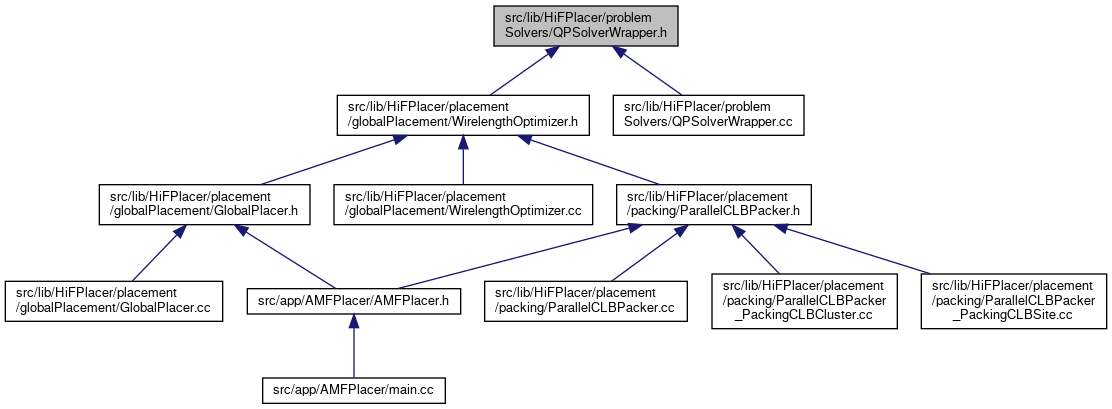 src/lib/HiFPlacer/problem
Solvers/QPSolverWrapper.h
src/lib/HiFPlacer/placement
/globalPlacement/WirelengthOptimizer.h
src/lib/HiFPlacer/problem
Solvers/QPSolverWrapper.cc
src/lib/HiFPlacer/placement
/globalPlacement/GlobalPlacer.h
src/lib/HiFPlacer/placement
/globalPlacement/WirelengthOptimizer.cc
src/lib/HiFPlacer/placement
/packing/ParallelCLBPacker.h
src/lib/HiFPlacer/placement
/globalPlacement/GlobalPlacer.cc
src/app/AMFPlacer/AMFPlacer.h
src/lib/HiFPlacer/placement
/packing/ParallelCLBPacker.cc
src/lib/HiFPlacer/placement
/packing/ParallelCLBPacker
_PackingCLBCluster.cc
src/lib/HiFPlacer/placement
/packing/ParallelCLBPacker
_PackingCLBSite.cc
src/app/AMFPlacer/main.cc